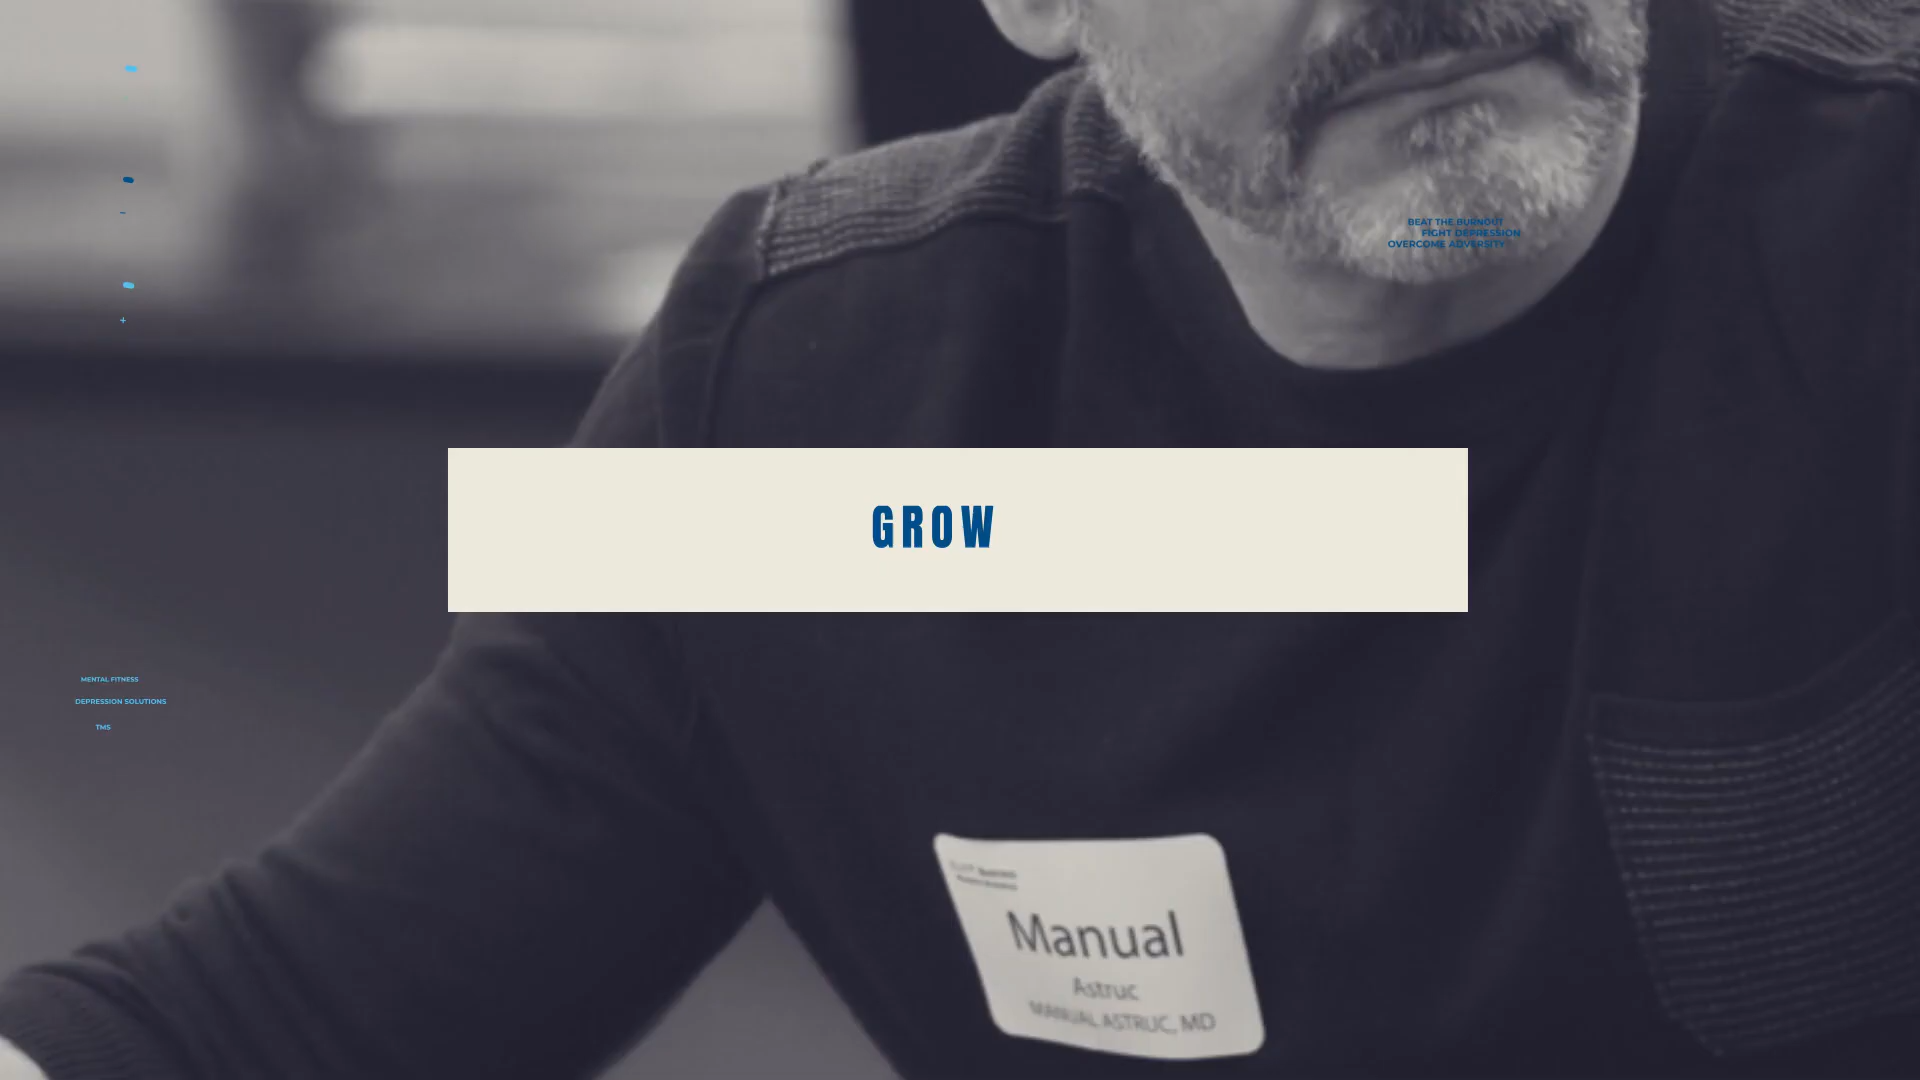 BEAT THE BURNOUT
FIGHT DEPRESSION
OVERCOME ADVERSITY
GROW
MENTAL FITNESS
DEPRESSION SOLUTIONS
TMS
Manual
Astruc
MANUAL ASTRUC, MD